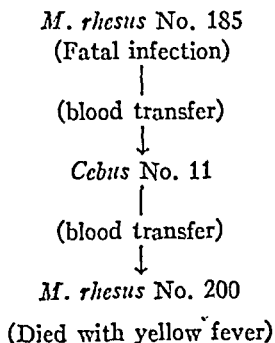 M. rhesus No. 185
(Fatal infection)
(blood transfer)
Cebus No. 11
(blood transfer)
M. rhesus No. 200
(Died with yellow fever)